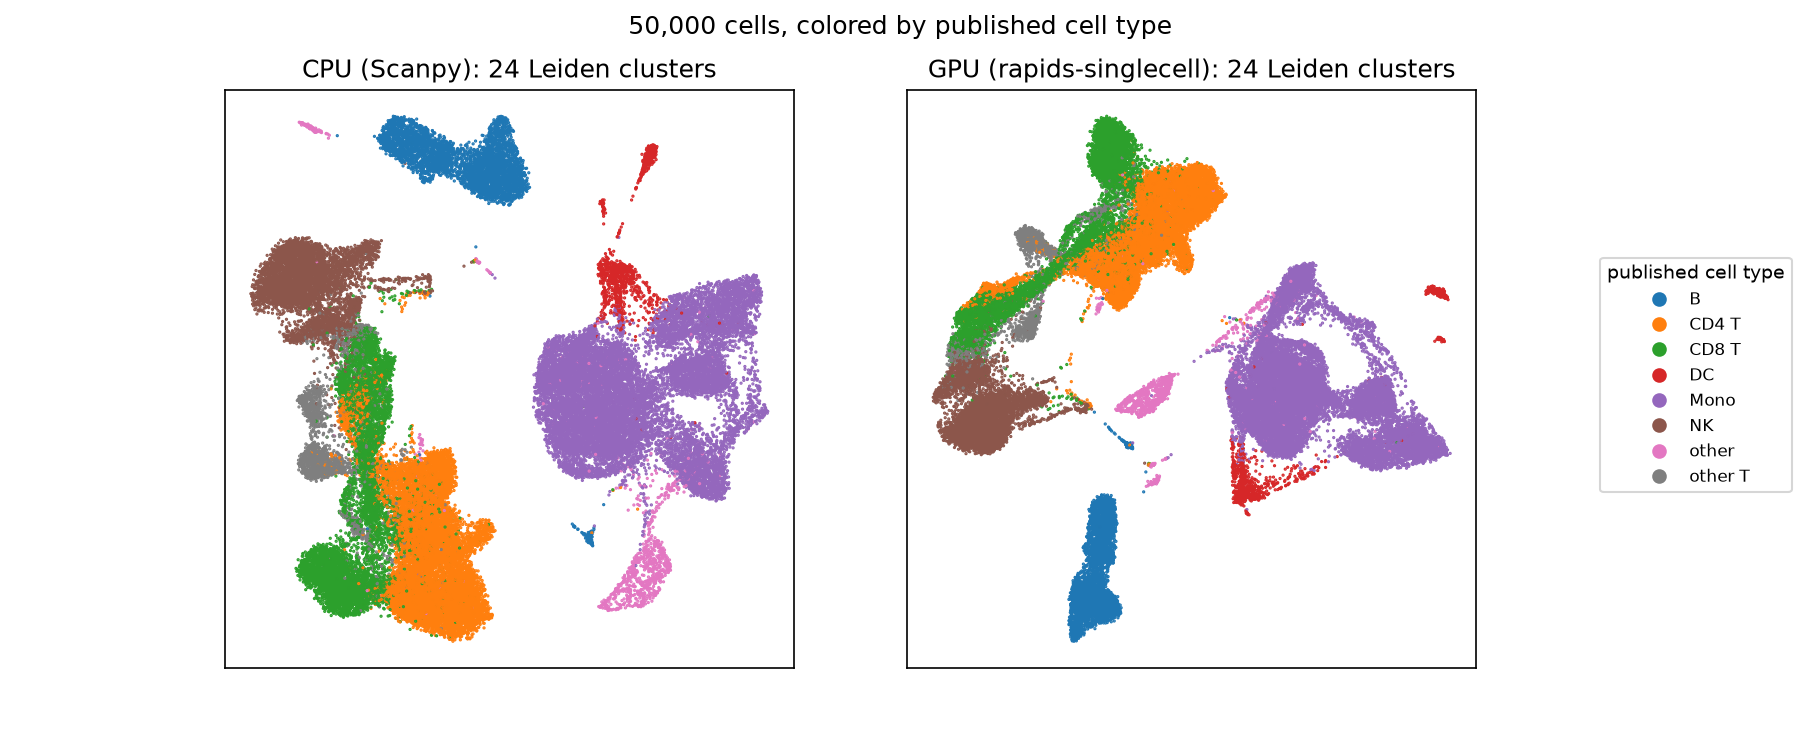 50,000 cells, colored by published cell type
CPU (Scanpy): 24 Leiden clusters
GPU (rapids-singlecell): 24 Leiden clusters
published cell type
B
CD4 T
CD8 T
DC
Mono
NK
other
other T